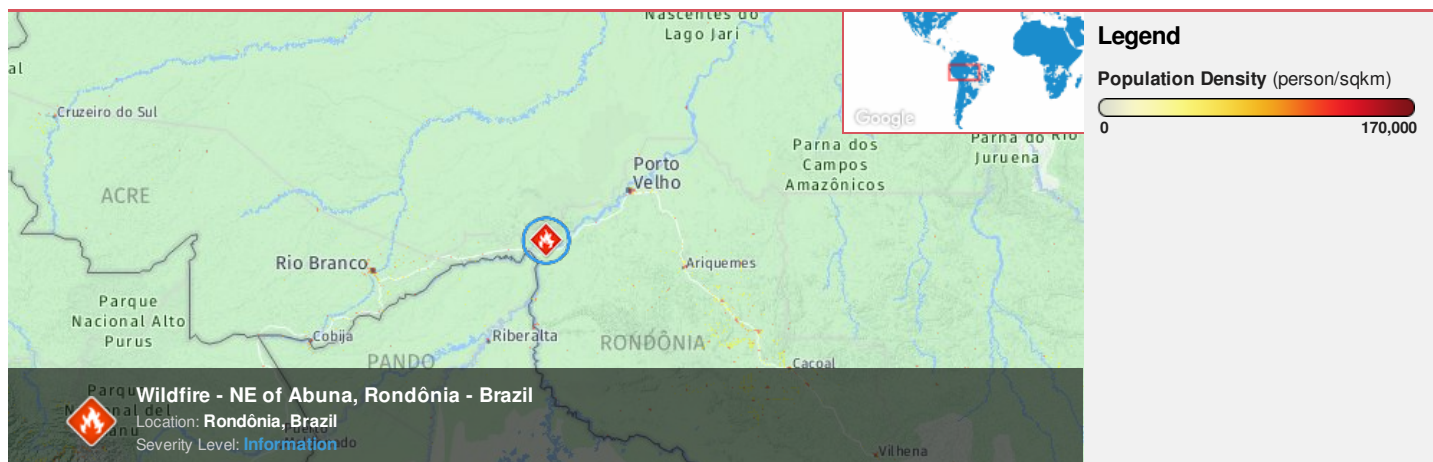 Nascentes do
Lago Jari
al
Cruzeiro do Sul
ACRE
Porto
Velho
Parna dos
Campos
Amazônicos
Parna do Rio
Juruena
Google
Rio Branco
Ariquemes
Parque
Nacional Alto
Purus
Cobija
Riberalta
PANDO
RONDÔNIA
Cacoal
Vilhena
Wildfire - NE of Abuna, Rondônia - Brazil
Location: Rondônia, Brazil
Severity Level: Information
Legend
Population Density (person/sqkm)
0
170,000